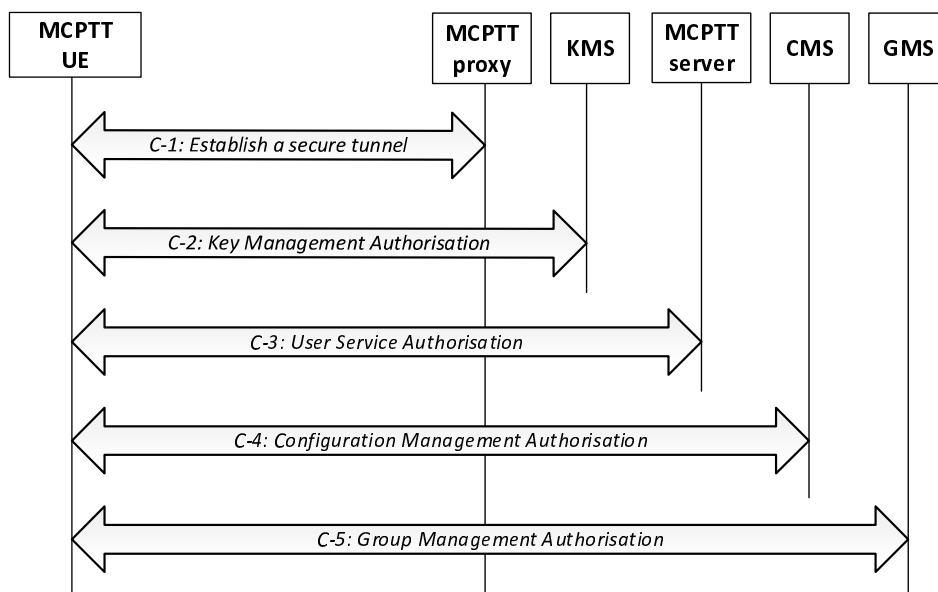 MCPTT
UE
MCPTT
proxy
KMS
MCPTT
server
CMS
GMS
C-1: Establish a secure tunnel
C-2: Key Management Authorisation
C-3: User Service Authorisation
C-4: Configuration Management Authorisation
C-5: Group Management Authorisation